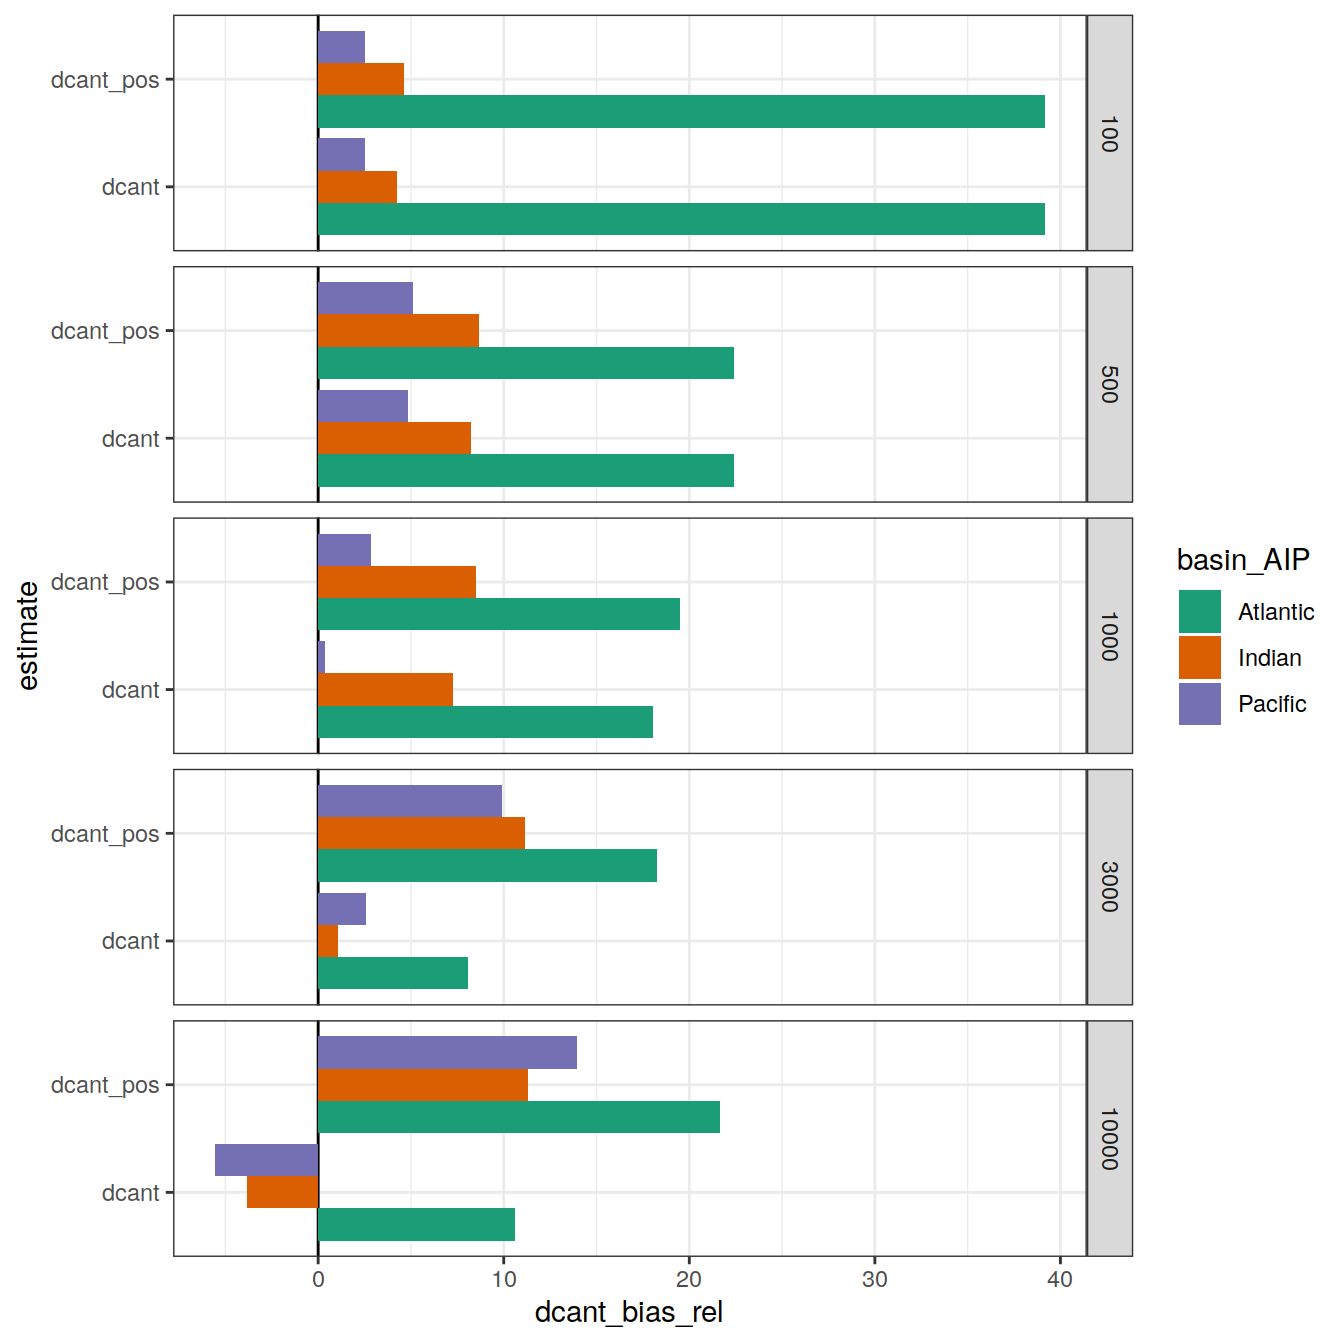 dcant_pos
dcant
100
dcant_pos
dcant
500
dcant_pos
dcant
1000
dcant_pos
dcant
3000
dcant_pos
dcant
10000
estimate
0 10 20 30 40
dcant_bias_rel
basin_AIP
Atlantic
Indian
Pacific